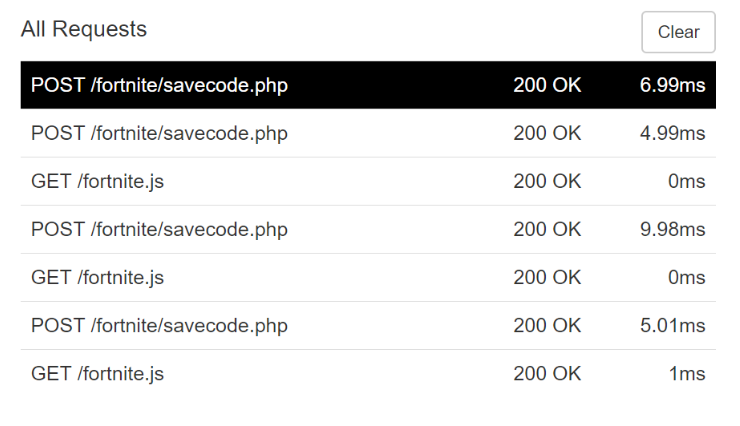 All Requests Clear
POST /fortnite/savecode.php 200 OK 6.99ms
POST /fortnite/savecode.php 200 OK 4.99ms
GET /fortnite.js 200 OK 0ms
POST /fortnite/savecode.php 200 OK 9.98ms
GET /fortnite.js 200 OK 0ms
POST /fortnite/savecode.php 200 OK 5.01ms
GET /fortnite.js 200 OK 1ms